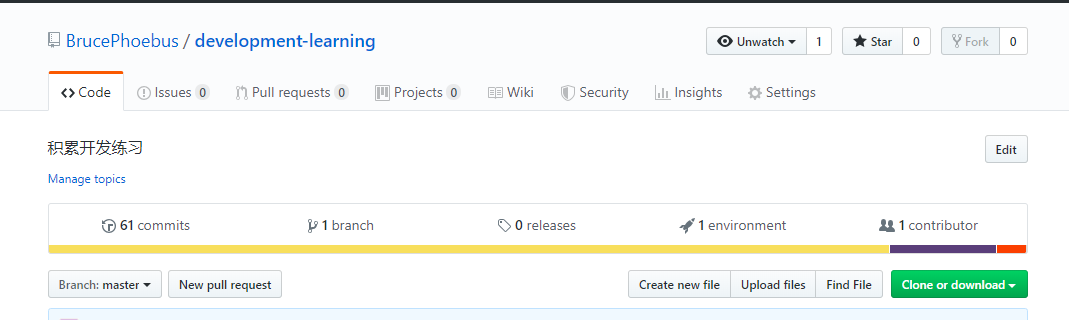 BrucePhoebus / development-learning Unwatch 1 Star 0 Fork 0
Code Issues 0 Pull requests 0 Projects 0 Wiki Security Insights Settings
积累开发练习 Edit
Manage topics
61 commits 1 branch 0 releases 1 environment 1 contributor
Branch: master New pull request Create new file Upload files Find File Clone or download